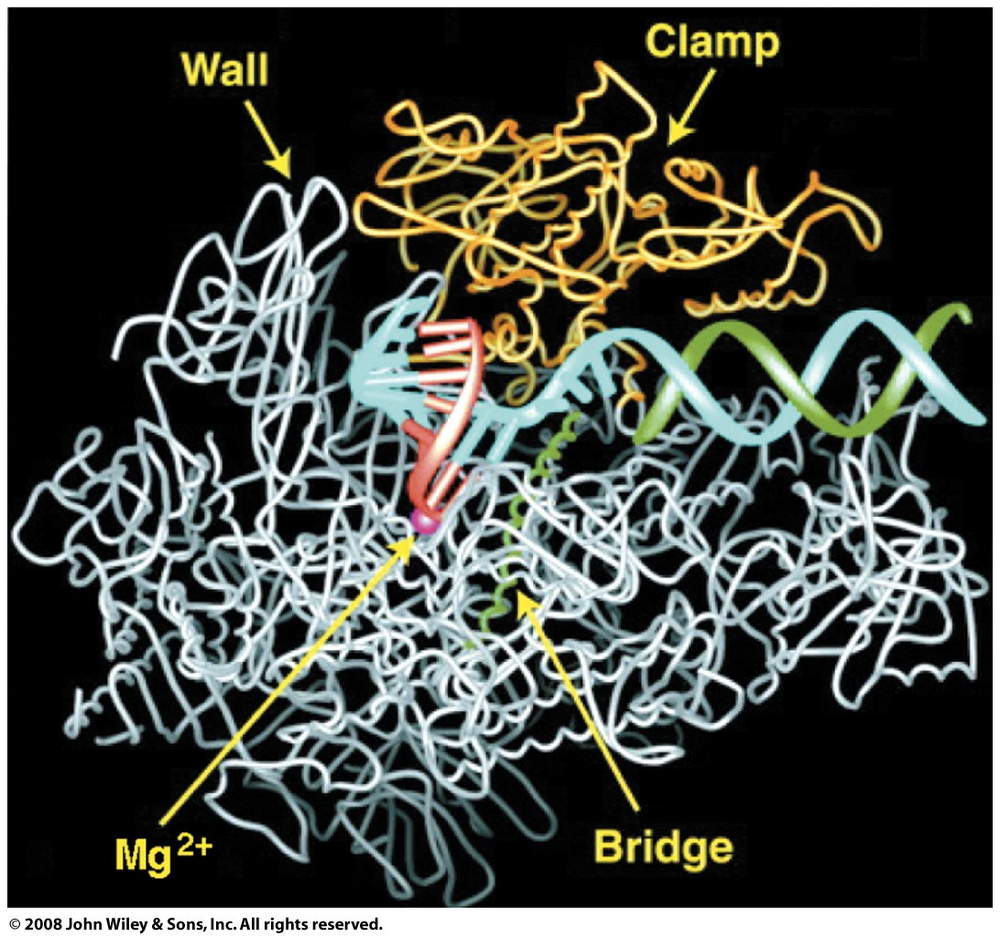 Clamp
Wall
Mg2+
Bridge
© 2008 John Wiley & Sons, Inc. All rights reserved.